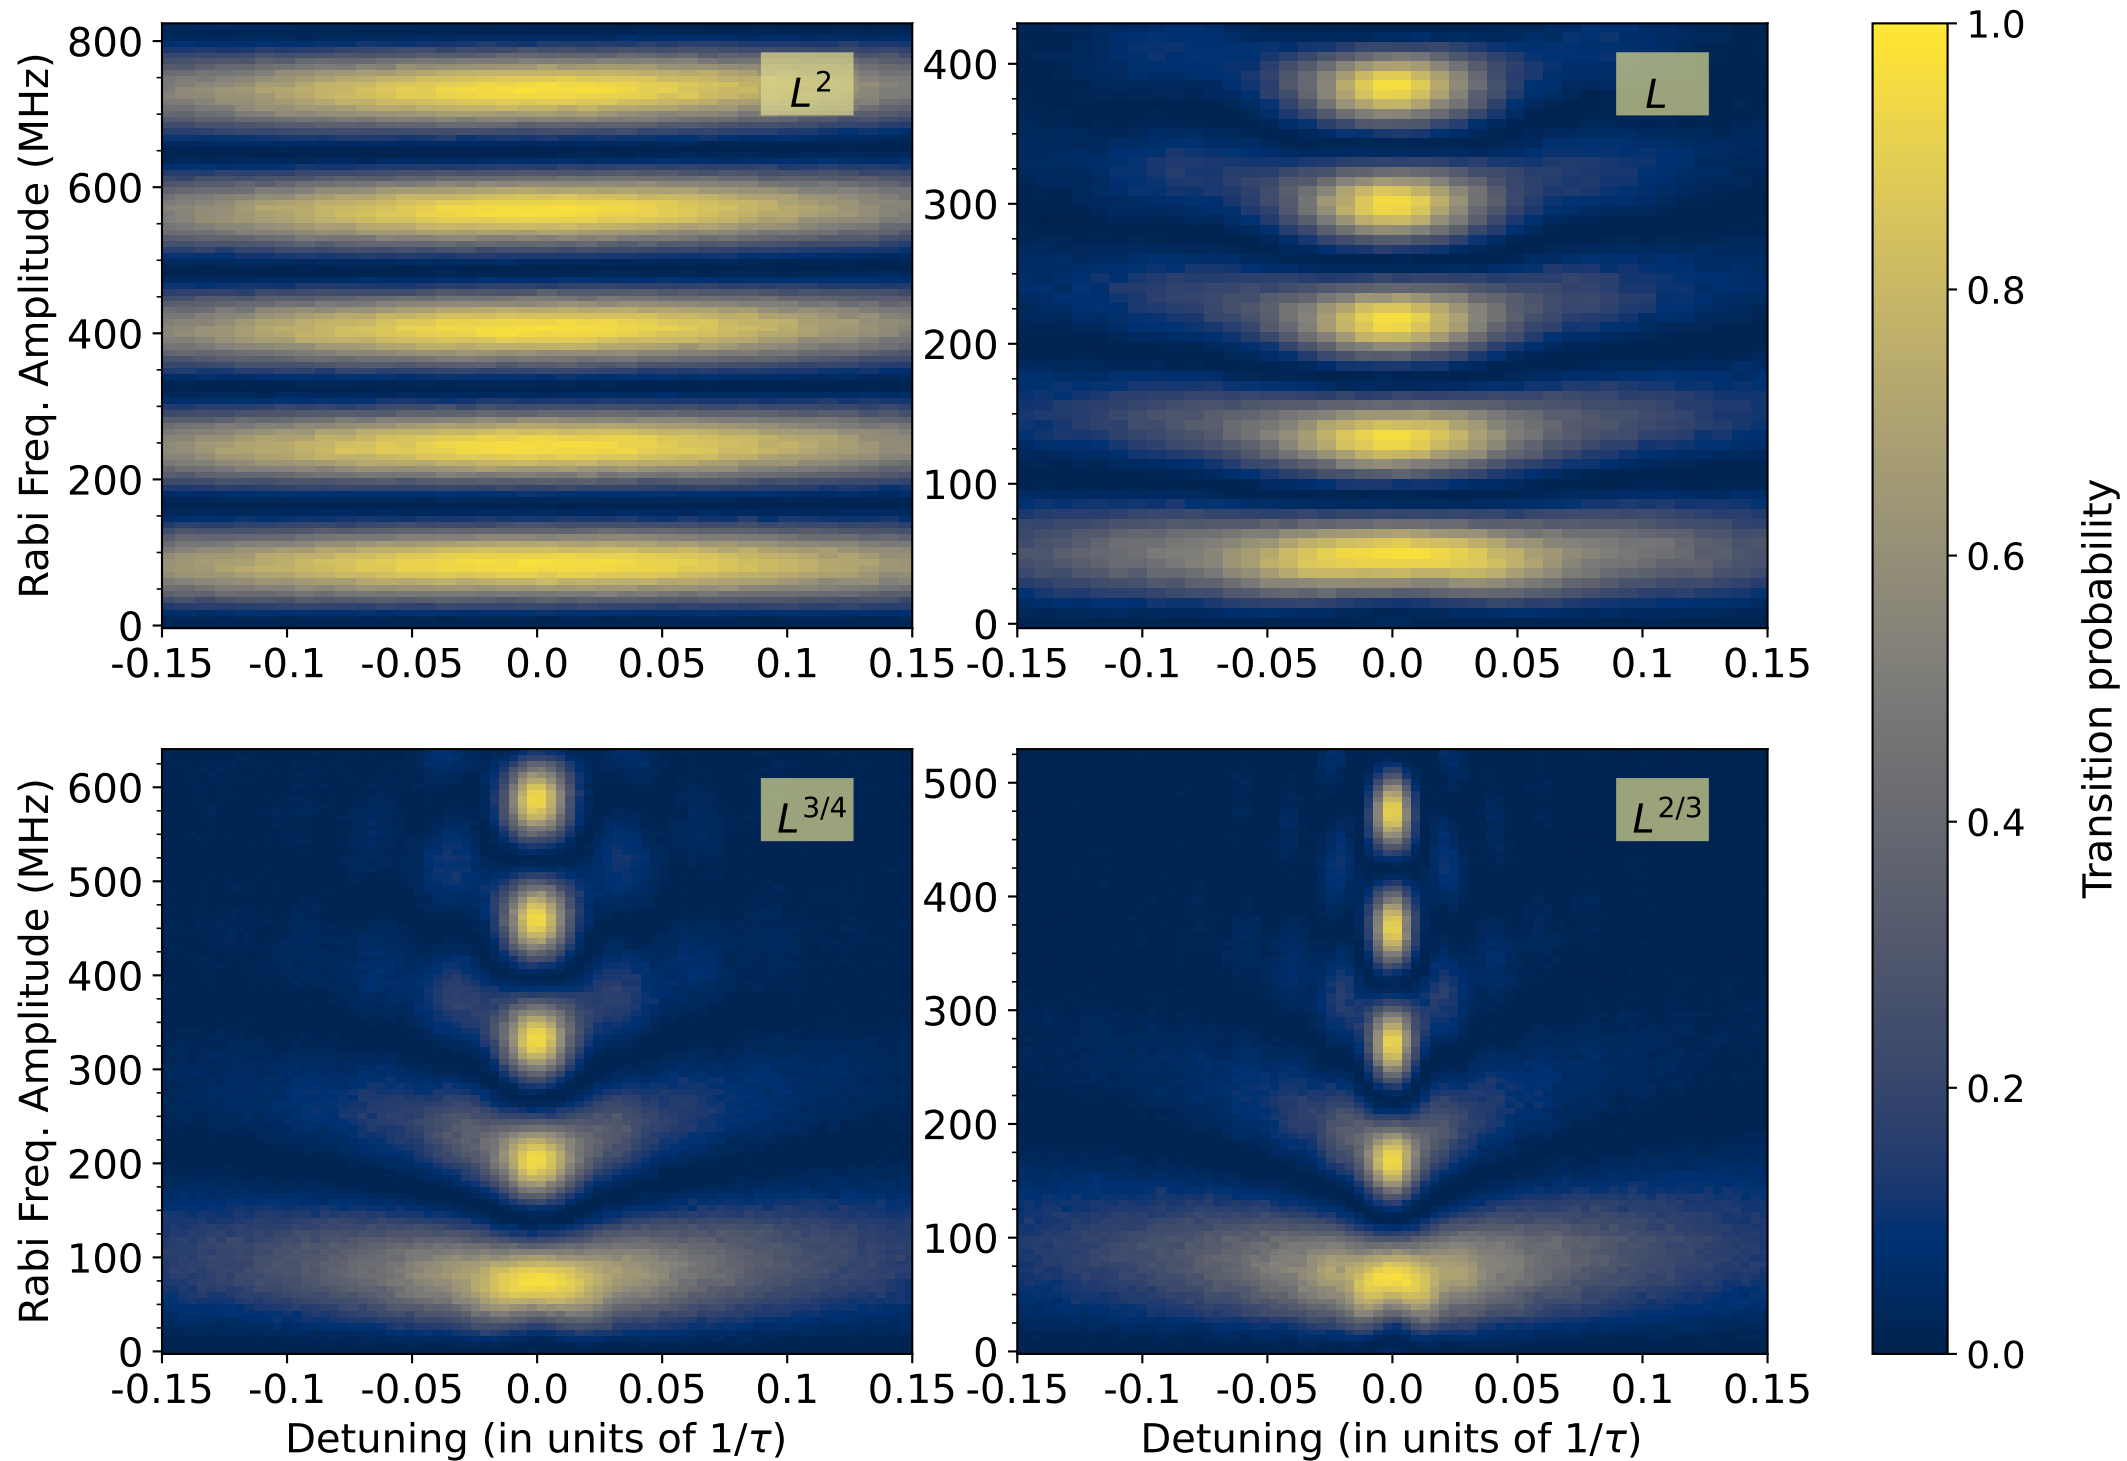 Rabi Freq. Amplitude (MHz)
800
600
400
200
0
-0.15 -0.1 -0.05 0.0 0.05 0.1 0.15
L²
400
300
200
100
0
-0.15 -0.1 -0.05 0.0 0.05 0.1 0.15
L
Rabi Freq. Amplitude (MHz)
600
500
400
300
200
100
0
-0.15 -0.1 -0.05 0.0 0.05 0.1 0.15
Detuning (in units of 1/τ)
L^{3/4}
500
400
300
200
100
0
-0.15 -0.1 -0.05 0.0 0.05 0.1 0.15
Detuning (in units of 1/τ)
L^{2/3}
1.0
0.8
0.6
0.4
0.2
0.0
Transition probability